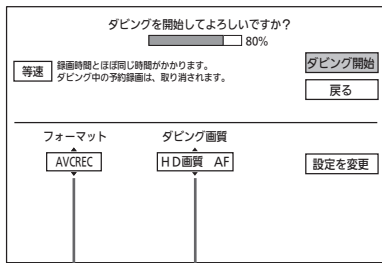 ダビングを開始してよろしいですか？
80%
等速
録画時間とほぼ同じ時間がかかります。
ダビング中の予約録画は、取り消されます。
ダビング開始
戻る
フォーマット
ダビング画質
AVCREC
HD画質 AF
設定を変更